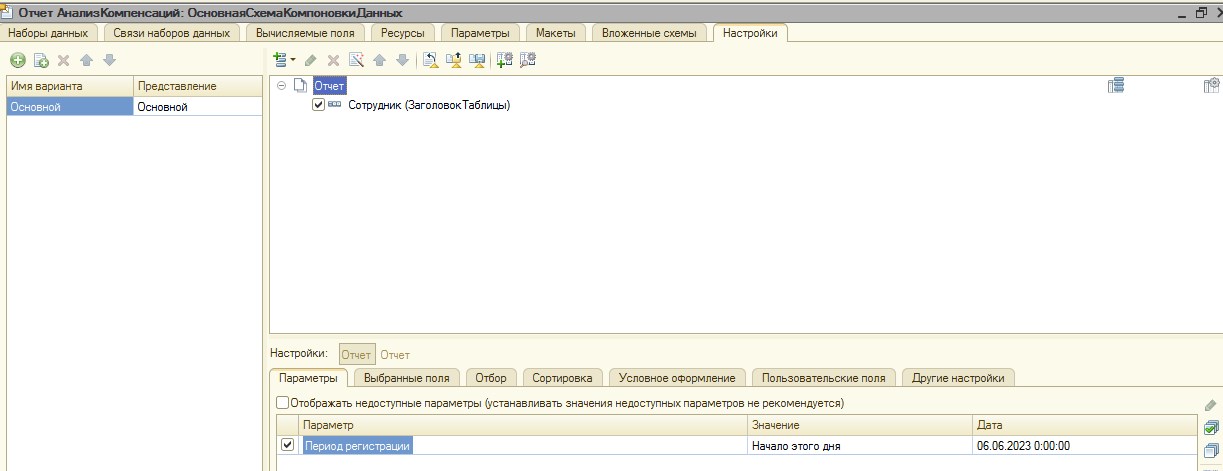 Отчет АнализКомпенсаций: ОсновнаяСхемаКомпоновкиДанных
Наборы данных Связи наборов данных Вычисляемые поля Ресурсы Параметры Макеты Вложенные схемы Настройки
Имя варианта Представление
Основной Основной
Отчет
Сотрудник (ЗаголовокТаблицы)
Настройки: Отчет Отчет
Параметры Выбранные поля Отбор Сортировка Условное оформление Пользовательские поля Другие настройки
Отображать недоступные параметры (устанавливать значения недоступных параметров не рекомендуется)
Параметр Значение Дата
Период регистрации Начало этого дня 06.06.2023 0:00:00